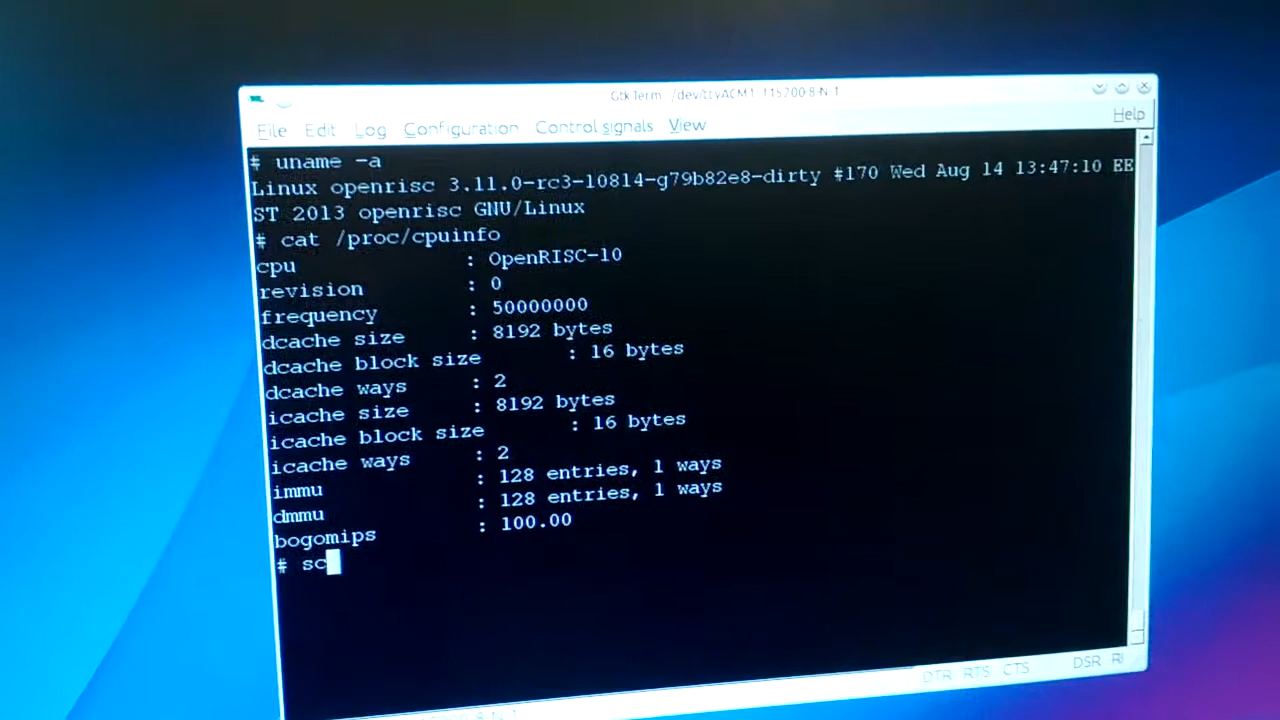 GtkTerm /dev/ttyACM1 115200-8-N-1
File Edit Log Configuration Control signals View Help
# uname -a
Linux openrisc 3.11.0-rc3-10814-g79b82e8-dirty #170 Wed Aug 14 13:47:10 EE
ST 2013 openrisc GNU/Linux
# cat /proc/cpuinfo
cpu : OpenRISC-10
revision : 0
frequency : 50000000
dcache size : 8192 bytes
dcache block size : 16 bytes
dcache ways : 2
icache size : 8192 bytes
icache block size : 16 bytes
icache ways : 2
immu : 128 entries, 1 ways
dmmu : 128 entries, 1 ways
bogomips : 100.00
# sc
115200-8-N-1 DTR RTS CTS DSR RI